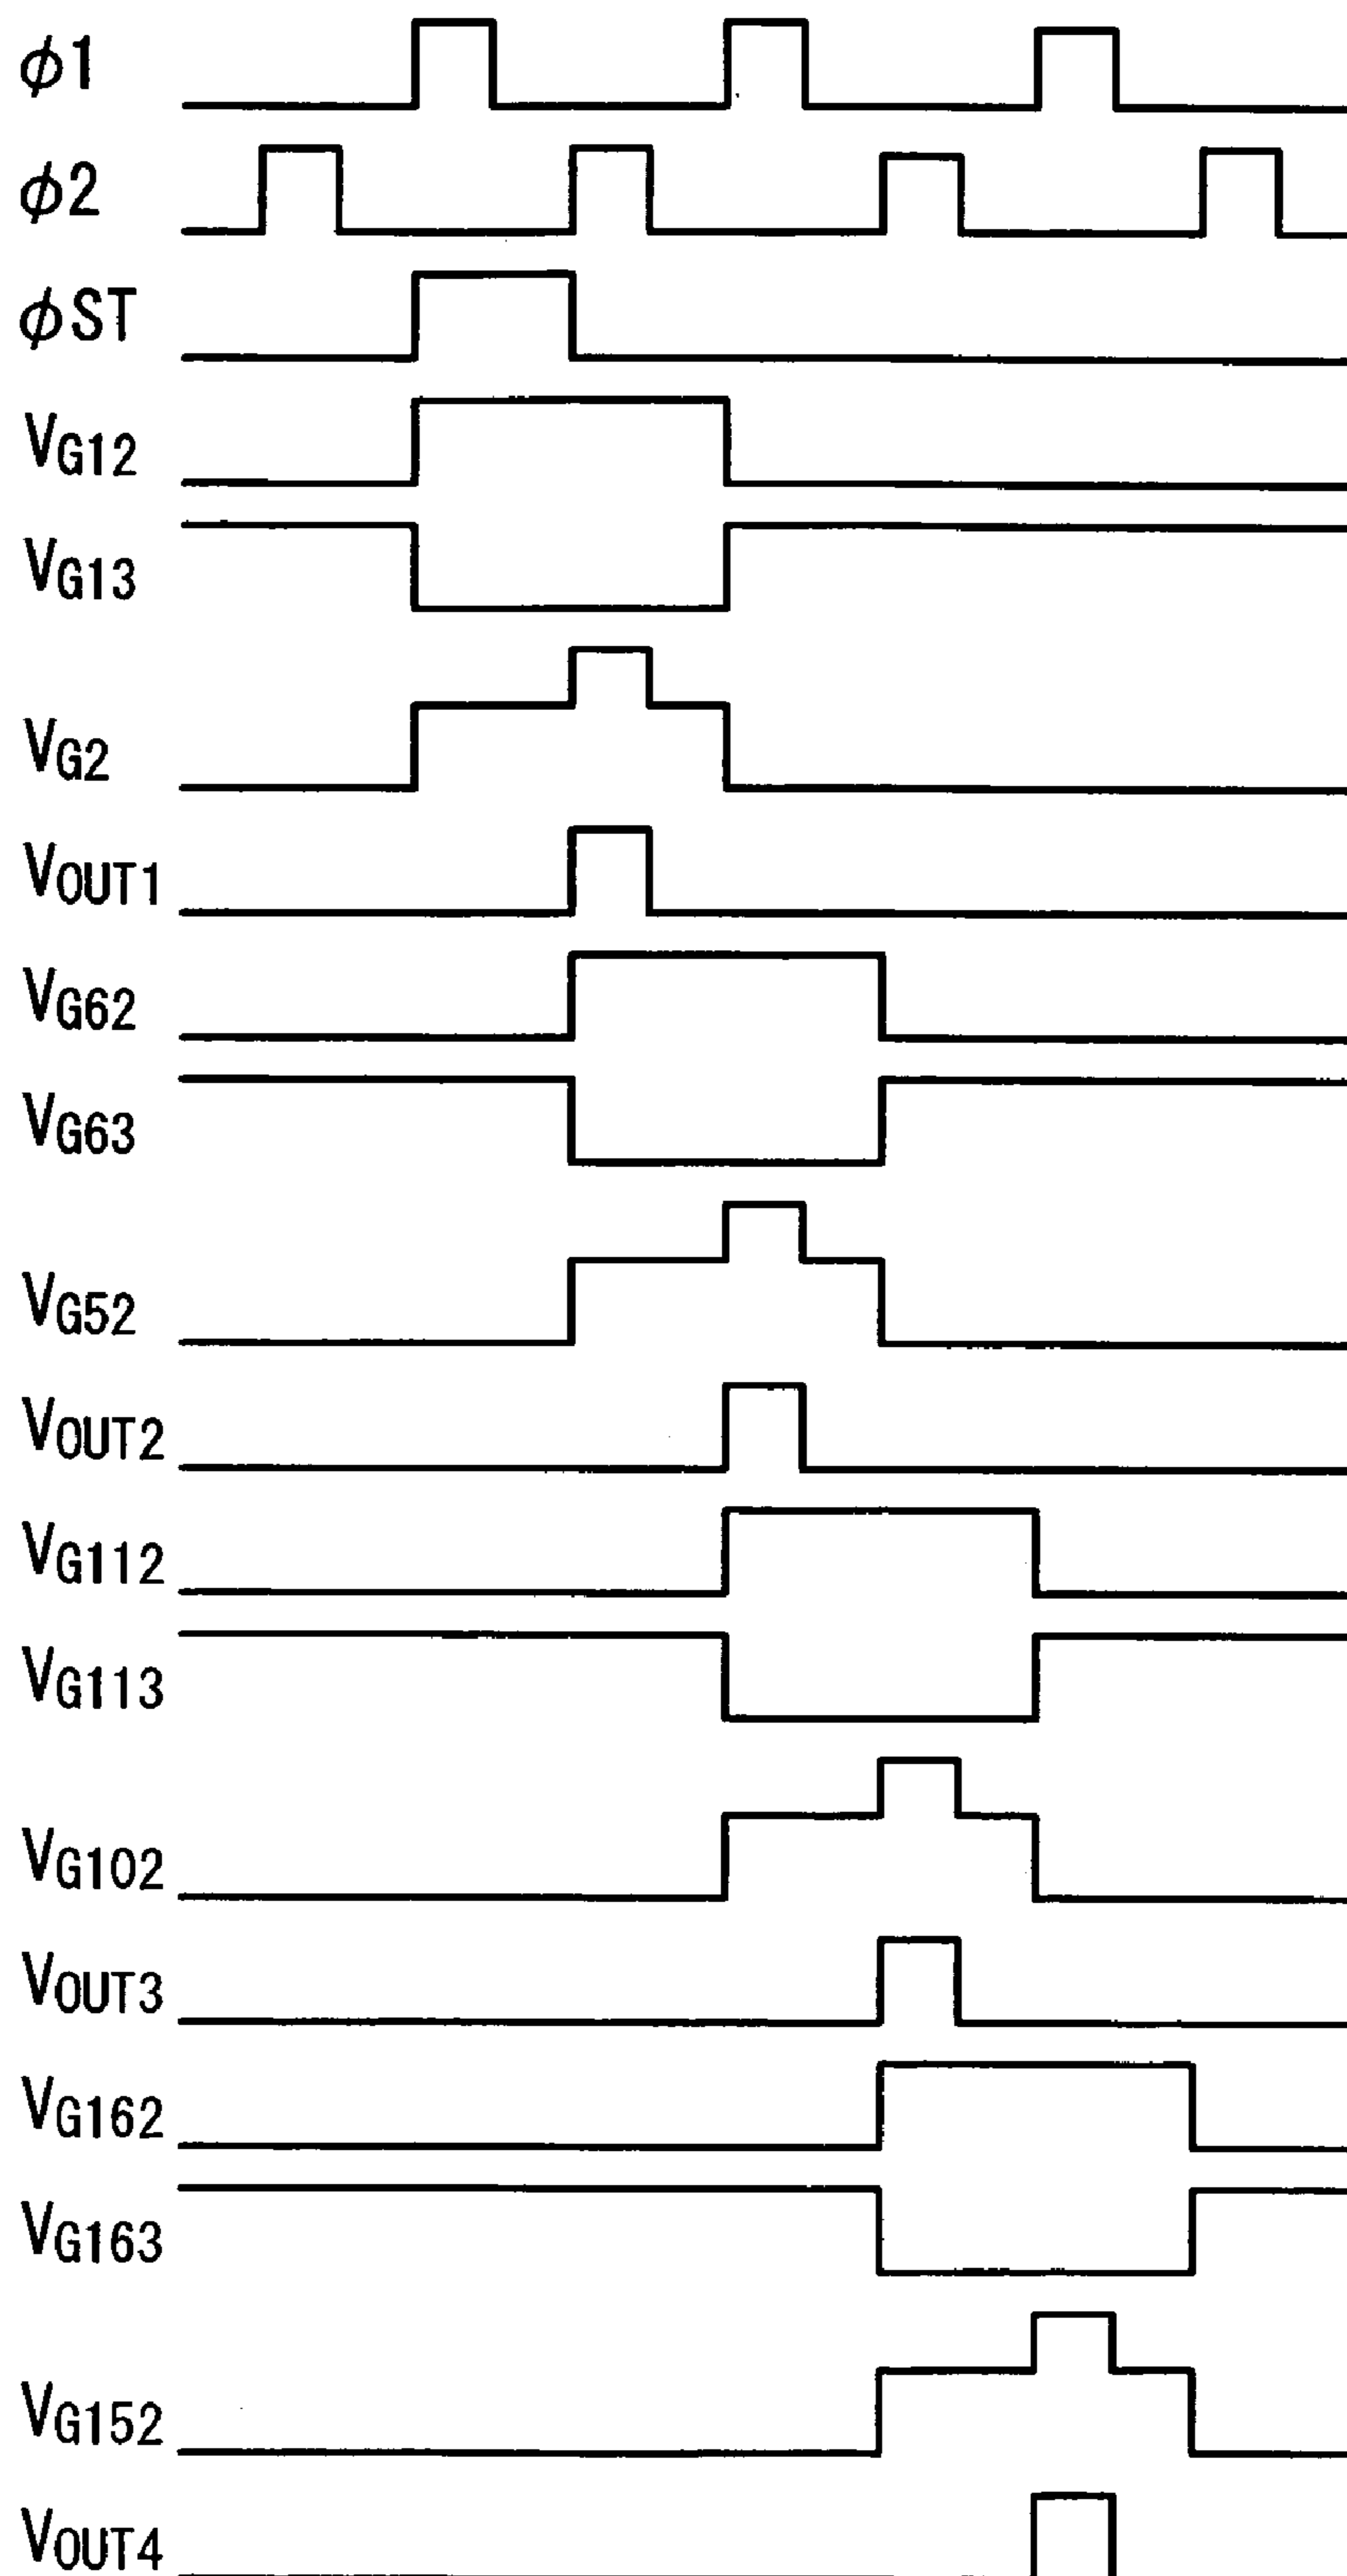 ϕ1
ϕ2
ϕST
VG12
VG13
VG2
VOUT1
VG62
VG63
VG52
VOUT2
VG112
VG113
VG102
VOUT3
VG162
VG163
VG152
VOUT4